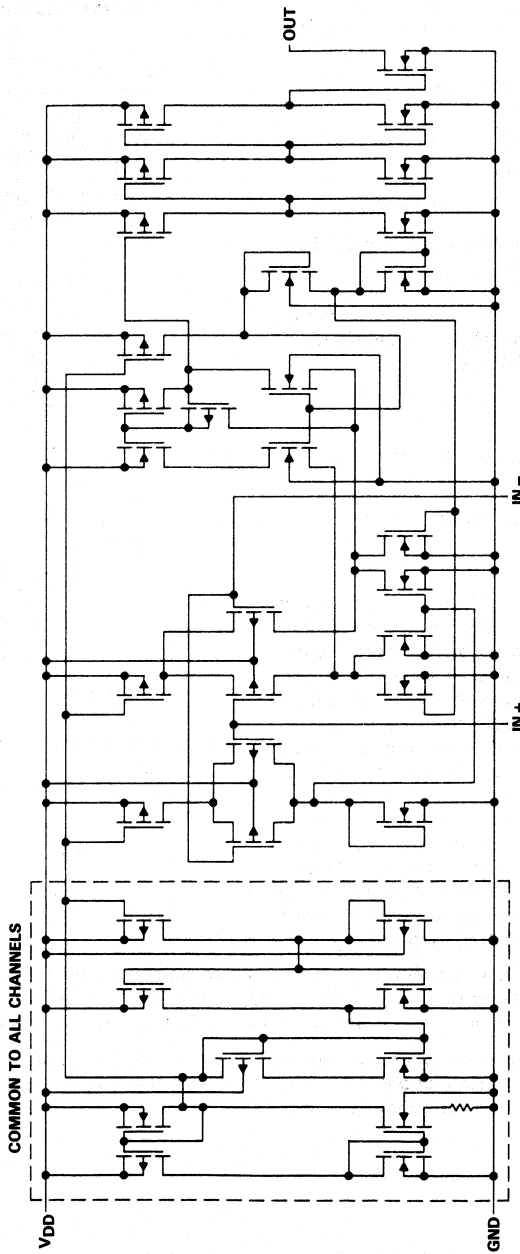 COMMON TO ALL CHANNELS
VDD
GND
IN +
IN –
OUT